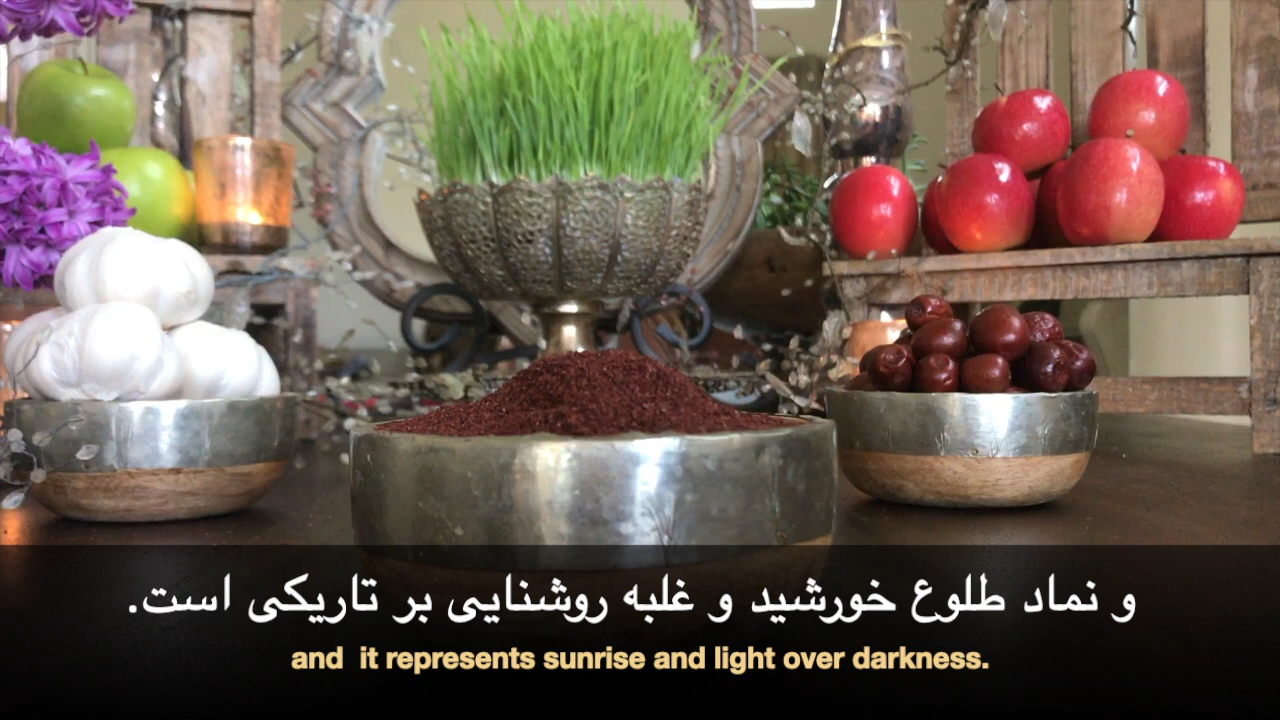 و نماد طلوع خورشید و غلبه روشنایی بر تاریکی است.
and  it represents sunrise and light over darkness.